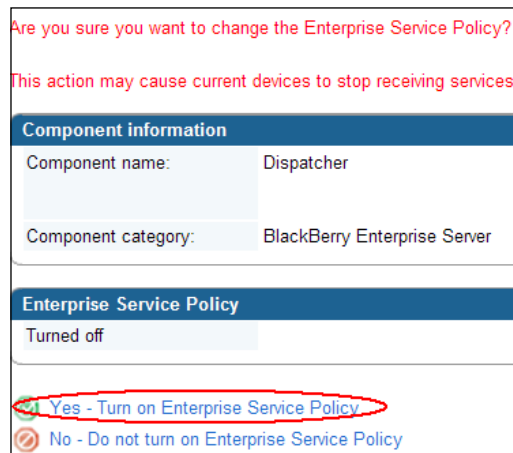 Are you sure you want to change the Enterprise Service Policy?
This action may cause current devices to stop receiving services
Component information
Component name: Dispatcher
Component category: BlackBerry Enterprise Server
Enterprise Service Policy
Turned off
Yes - Turn on Enterprise Service Policy
No - Do not turn on Enterprise Service Policy